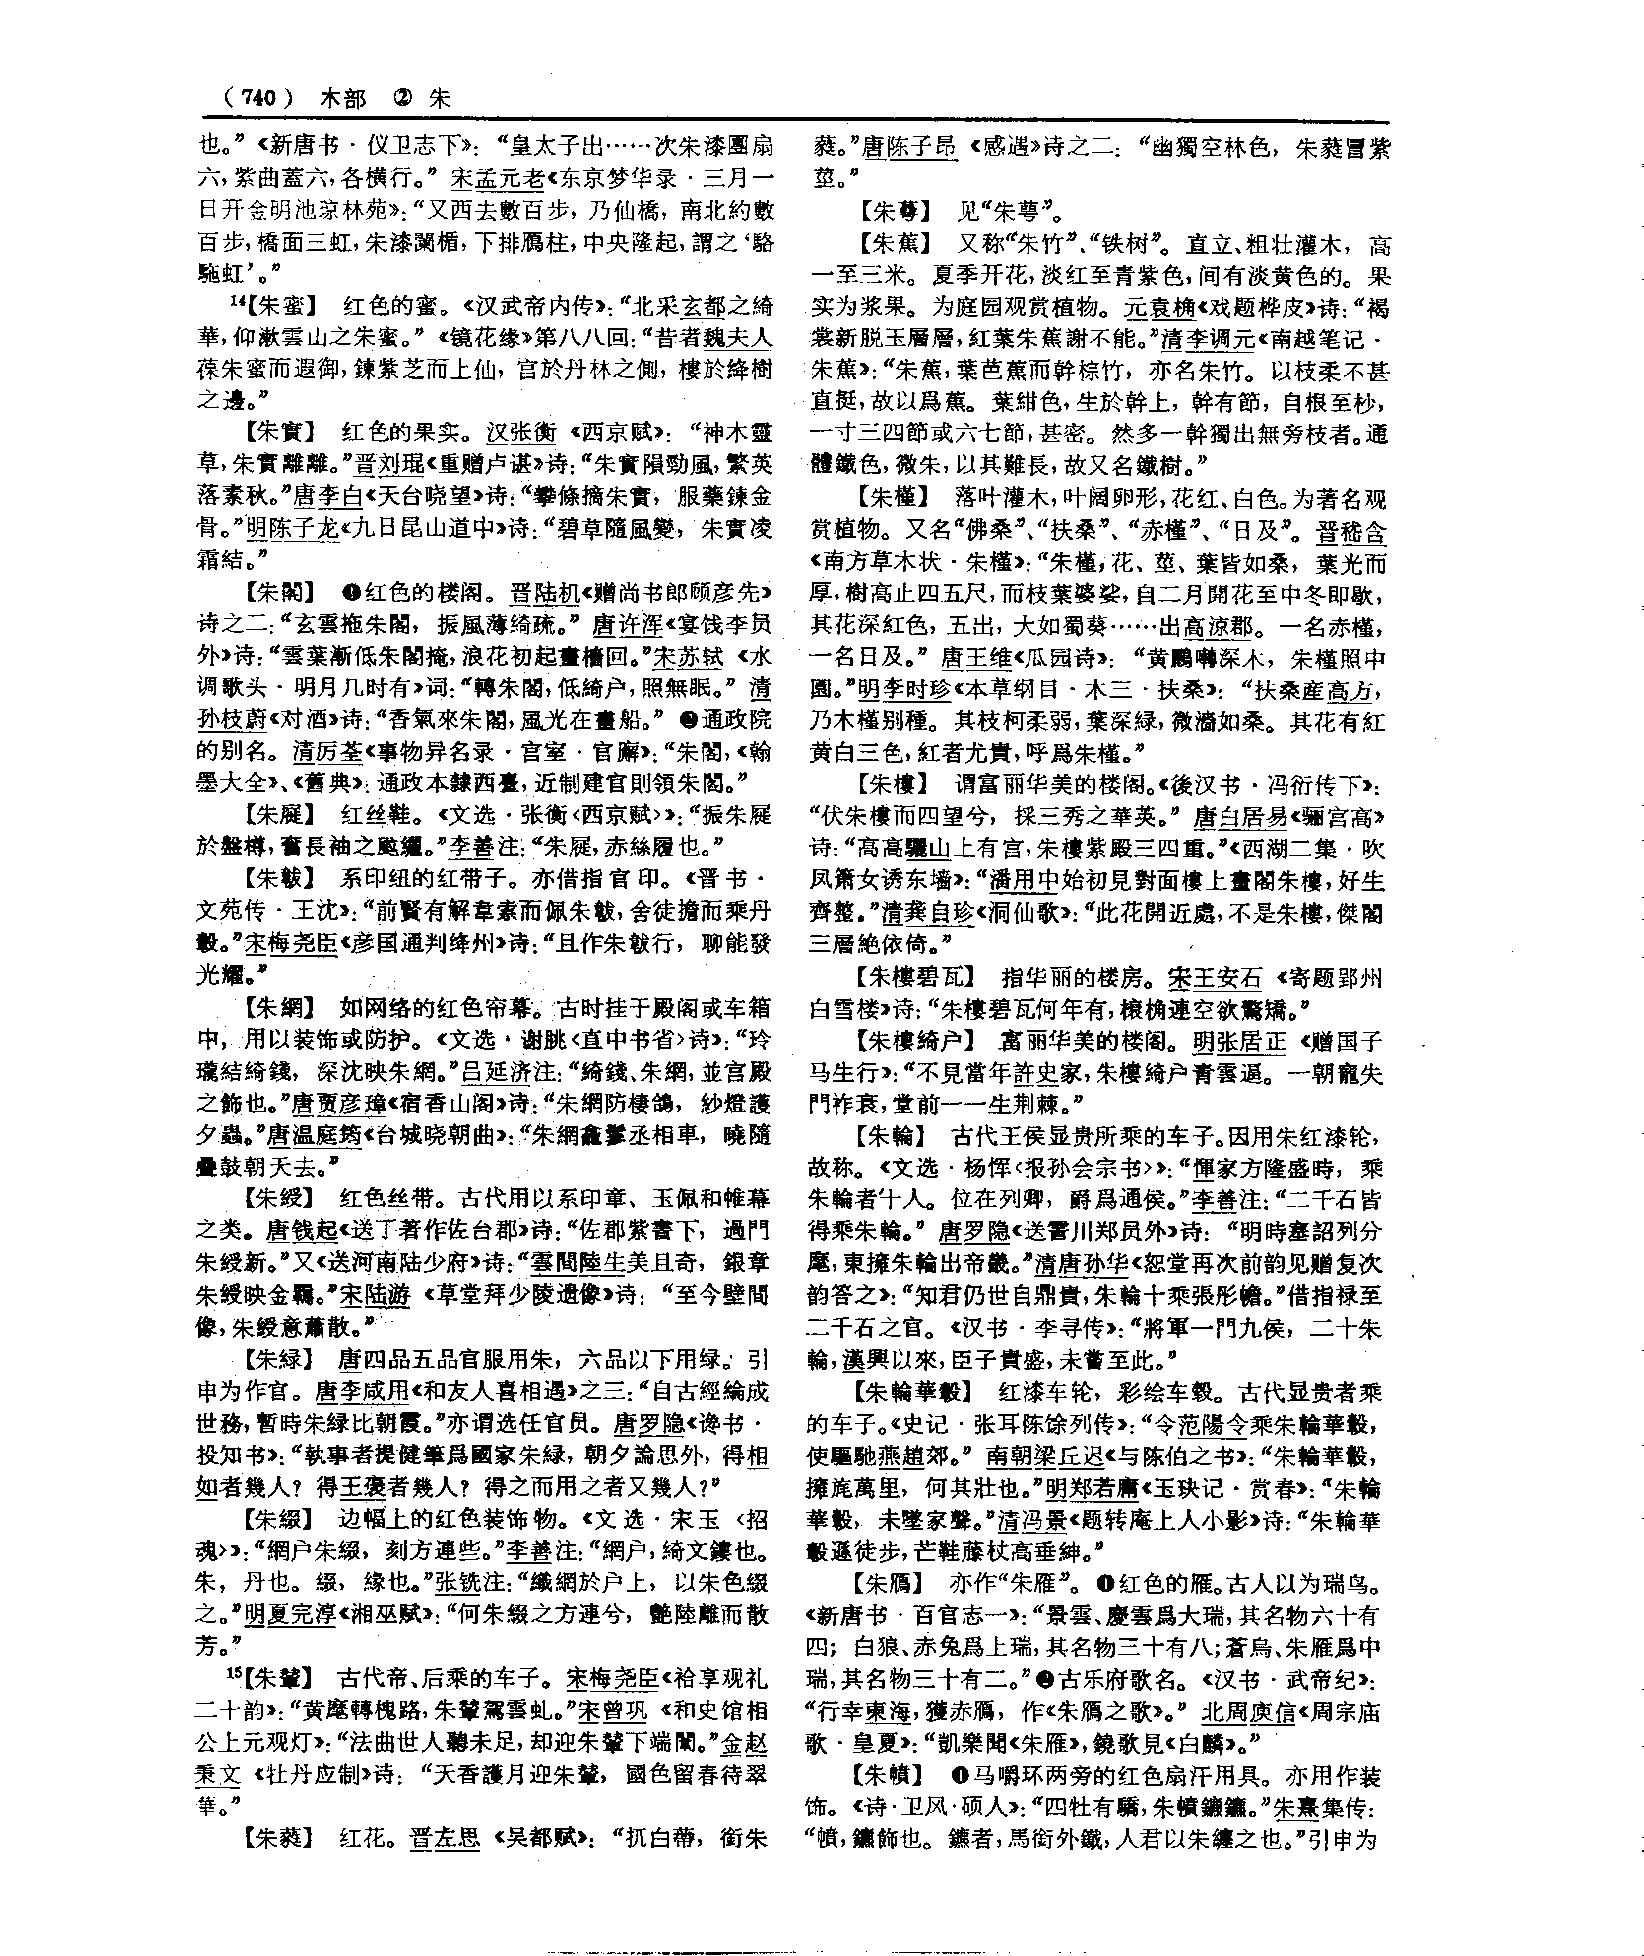 （740） 木部 ② 朱
也。”《新唐书·仪卫志下》：“皇太子出……次朱漆團扇
六，紫曲蓋六，各横行。”宋孟元老《东京梦华录·三月一
日开金明池琼林苑》：“又西去數百步，乃仙橋，南北約數
百步，橋面三虹，朱漆闌楯，下排鴈柱，中央隆起，謂之‘駱
駞虹’。”
14【朱蜜】 红色的蜜。《汉武帝内传》：“北采玄都之綺
華，仰漱雲山之朱蜜。”《镜花缘》第八八回：“昔者魏夫人
葆朱蜜而遐御，鍊紫芝而上仙，宫於丹林之側，樓於絳樹
之邊。”
【朱實】 红色的果实。汉张衡《西京赋》：“神木靈
草，朱實離離。”晋刘琨《重赠卢谌》诗：“朱實隕勁風，繁英
落素秋。”唐李白《天台晓望》诗：“攀條摘朱實，服藥鍊金
骨。”明陈子龙《九日昆山道中》诗：“碧草隨風變，朱實凌
霜結。”
【朱閣】 ❶红色的楼阁。晋陆机《赠尚书郎顾彦先》
诗之二：“玄雲拖朱閣，振風薄绮疏。”唐许浑《宴饯李员
外》诗：“雲葉漸低朱閣掩，浪花初起畫檣回。”宋苏轼《水
调歌头·明月几时有》词：“轉朱閣，低綺户，照無眠。”清
孙枝蔚《对酒》诗：“香氣來朱閣，風光在畫船。”❷通政院
的别名。清厉荃《事物异名录·宫室·官廨》：“朱閣，《翰
墨大全》、《舊典》：通政本隸西臺，近制建官則領朱閣。”
【朱屣】 红丝鞋。《文选·张衡〈西京赋〉》：“振朱屣
於盤樽，奮長袖之颯纚。”李善注：“朱屣，赤絲履也。”
【朱韍】 系印纽的红带子。亦借指官印。《晋书·
文苑传·王沈》：“前賢有解韋索而佩朱韍，舍徒擔而乘丹
轂。”宋梅尧臣《彦国通判绛州》诗：“且作朱韍行，聊能發
光耀。”
【朱網】 如网络的红色帘幕。古时挂于殿阁或车箱
中，用以装饰或防护。《文选·谢朓〈直中书省〉诗》：“玲
瓏結綺錢，深沈映朱網。”吕延济注：“綺錢、朱網，並宫殿
之飾也。”唐贾彦璋《宿香山阁》诗：“朱網防棲鴿，紗燈護
夕蟲。”唐温庭筠《台城晓朝曲》：“朱網龕鬖丞相車，曉隨
疊鼓朝天去。”
【朱綬】 红色丝带。古代用以系印章、玉佩和帷幕
之类。唐钱起《送丁著作佐台郡》诗：“佐郡紫書下，過門
朱綬新。”又《送河南陆少府》诗：“雲間陸生美且奇，銀章
朱綬映金羈。”宋陆游《草堂拜少陵遗像》诗：“至今壁間
像，朱綬意蕭散。”
【朱緑】 唐四品五品官服用朱，六品以下用绿。引
申为作官。唐李咸用《和友人喜相遇》之三：“自古經綸成
世務，暫時朱緑比朝霞。”亦谓选任官员。唐罗隐《谗书·
投知书》：“執事者提健筆爲國家朱緑，朝夕論思外，得相
如者幾人？得王褒者幾人？得之而用之者又幾人？”
【朱綴】 边幅上的红色装饰物。《文选·宋玉〈招
魂〉》：“網户朱綴，刻方連些。”李善注：“網户，綺文鏤也。
朱，丹也。綴，緣也。”张铣注：“織網於户上，以朱色綴
之。”明夏完淳《湘巫赋》：“何朱綴之方連兮，艷陸離而散
芳。”
15【朱輦】 古代帝、后乘的车子。宋梅尧臣《祫享观礼
二十韵》：“黄麾轉槐路，朱輦駕雲虬。”宋曾巩《和史馆相
公上元观灯》：“法曲世人聽未足，却迎朱輦下端闈。”金赵
秉文《牡丹应制》诗：“天香護月迎朱輦，國色留春待翠
華。”
【朱蕤】 红花。晋左思《吴都赋》：“扤白蔕，銜朱
蕤。”唐陈子昂《感遇》诗之二：“幽獨空林色，朱蕤冒紫
莖。”
【朱蕚】 见“朱萼”。
【朱蕉】 又称“朱竹”、“铁树”。直立、粗壮灌木，高
一至三米。夏季开花，淡红至青紫色，间有淡黄色的。果
实为浆果。为庭园观赏植物。元袁桷《戏题桦皮》诗：“褐
裳新脱玉層層，紅葉朱蕉謝不能。”清李调元《南越笔记·
朱蕉》：“朱蕉，葉芭蕉而幹棕竹，亦名朱竹。以枝柔不甚
直挺，故以爲蕉。葉紺色，生於幹上，幹有節，自根至杪，
一寸三四節或六七節，甚密。然多一幹獨出無旁枝者。通
體鐵色，微朱，以其難長，故又名鐵樹。”
【朱槿】 落叶灌木，叶阔卵形，花红、白色。为著名观
赏植物。又名“佛桑”、“扶桑”、“赤槿”、“日及”。晋嵇含
《南方草木状·朱槿》：“朱槿，花、莖、葉皆如桑，葉光而
厚，樹高止四五尺，而枝葉婆娑，自二月開花至中冬即歇，
其花深紅色，五出，大如蜀葵……出高涼郡。一名赤槿，
一名日及。”唐王维《瓜园诗》：“黄鸝囀深木，朱槿照中
園。”明李时珍《本草纲目·木三·扶桑》：“扶桑産高方，
乃木槿别種。其枝柯柔弱，葉深緑，微濇如桑。其花有紅
黄白三色，紅者尤貴，呼爲朱槿。”
【朱樓】 谓富丽华美的楼阁。《後汉书·冯衍传下》：
“伏朱樓而四望兮，採三秀之華英。”唐白居易《骊宫高》
诗：“高高驪山上有宫，朱樓紫殿三四重。”《西湖二集·吹
凤箫女诱东墙》：“潘用中始初見對面樓上畫閣朱樓，好生
齊整。”清龚自珍《洞仙歌》：“此花開近處，不是朱樓，傑閣
三層絶依倚。”
【朱樓碧瓦】 指华丽的楼房。宋王安石《寄题郢州
白雪楼》诗：“朱樓碧瓦何年有，榱桷連空欲驚矯。”
【朱樓綺户】 富丽华美的楼阁。明张居正《赠国子
马生行》：“不見當年許史家，朱樓綺户青雲逼。一朝寵失
門祚衰，堂前一一生荆棘。”
【朱輪】 古代王侯显贵所乘的车子。因用朱红漆轮，
故称。《文选·杨恽〈报孙会宗书〉》：“惲家方隆盛時，乘
朱輪者十人。位在列卿，爵爲通侯。”李善注：“二千石皆
得乘朱輪。”唐罗隐《送霅川郑员外》诗：“明時塞詔列分
麾，東擁朱輪出帝畿。”清唐孙华《恕堂再次前韵见赠复次
韵答之》：“知君仍世自鼎貴，朱輪十乘張彤幨。”借指禄至
二千石之官。《汉书·李寻传》：“將軍一門九侯，二十朱
輪，漢興以來，臣子貴盛，未嘗至此。”
【朱輪華轂】 红漆车轮，彩绘车毂。古代显贵者乘
的车子。《史记·张耳陈馀列传》：“令范陽令乘朱輪華轂，
使驅馳燕趙郊。”南朝梁丘迟《与陈伯之书》：“朱輪華轂，
擁旄萬里，何其壯也。”明郑若庸《玉玦记·赏春》：“朱輪
華轂，未墜家聲。”清冯景《题转庵上人小影》诗：“朱輪華
轂遜徒步，芒鞋藤杖高垂紳。”
【朱鴈】 亦作“朱雁”。❶红色的雁。古人以为瑞鸟。
《新唐书·百官志一》：“景雲、慶雲爲大瑞，其名物六十有
四；白狼、赤兔爲上瑞，其名物三十有八；蒼烏、朱雁爲中
瑞，其名物三十有二。”❷古乐府歌名。《汉书·武帝纪》：
“行幸東海，獲赤鴈，作《朱鴈之歌》。”北周庾信《周宗庙
歌·皇夏》：“凱樂聞《朱雁》，鐃歌見《白麟》。”
【朱幩】 ❶马嚼环两旁的红色扇汗用具。亦用作装
饰。《诗·卫风·硕人》：“四牡有驕，朱幩鑣鑣。”朱熹集传：
“幩，鑣飾也。鑣者，馬銜外鐵，人君以朱纏之也。”引申为